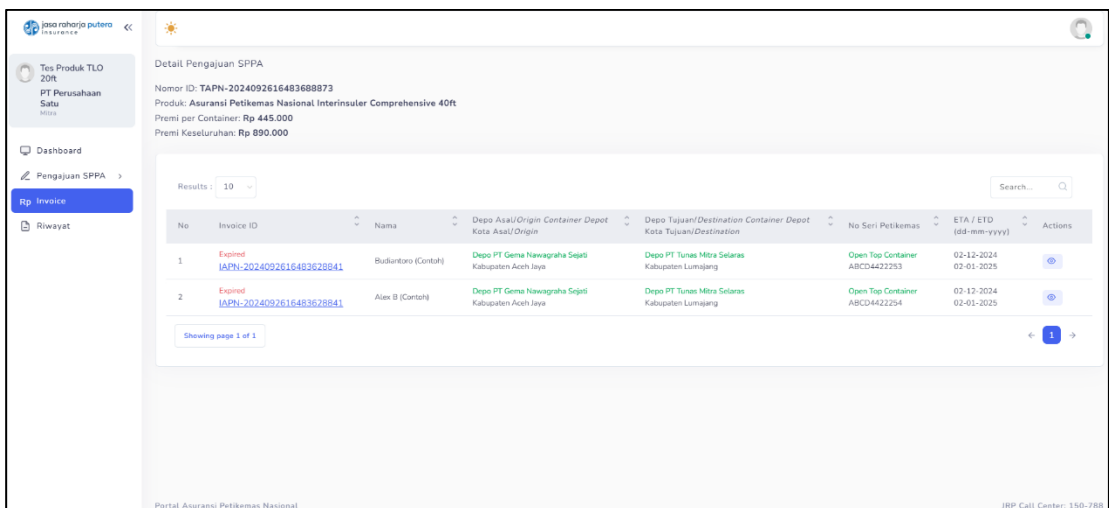 jasa raharja putera
insurance
Tes Produk TLO
20ft
PT Perusahaan
Satu
Mitra
Dashboard
Pengajuan SPPA
Rp Invoice
Riwayat
Detail Pengajuan SPPA
Nomor ID: TAPN-2024092616483688873
Produk: Asuransi Petikemas Nasional Interinsuler Comprehensive 40ft
Premi per Container: Rp 445.000
Premi Keseluruhan: Rp 890.000
Results : 10
Search...
No Invoice ID Nama Depo Asal/Origin Container Depot Depo Tujuan/Destination Container Depot No Seri Petikemas ETA / ETD Actions
Kota Asal/Origin Kota Tujuan/Destination (dd-mm-yyyy)
1 Expired Budiantoro (Contoh) Depo PT Gema Nawagraha Sejati Depo PT Tunas Mitra Selaras Open Top Container 02-12-2024
IAPN-2024092616483628841 Kabupaten Aceh Jaya Kabupaten Lumajang ABCD4422253 02-01-2025
2 Expired Alex B (Contoh) Depo PT Gema Nawagraha Sejati Depo PT Tunas Mitra Selaras Open Top Container 02-12-2024
IAPN-2024092616483628841 Kabupaten Aceh Jaya Kabupaten Lumajang ABCD4422254 02-01-2025
Showing page 1 of 1
1
Portal Asuransi Petikemas Nasional
JRP Call Center: 150-788